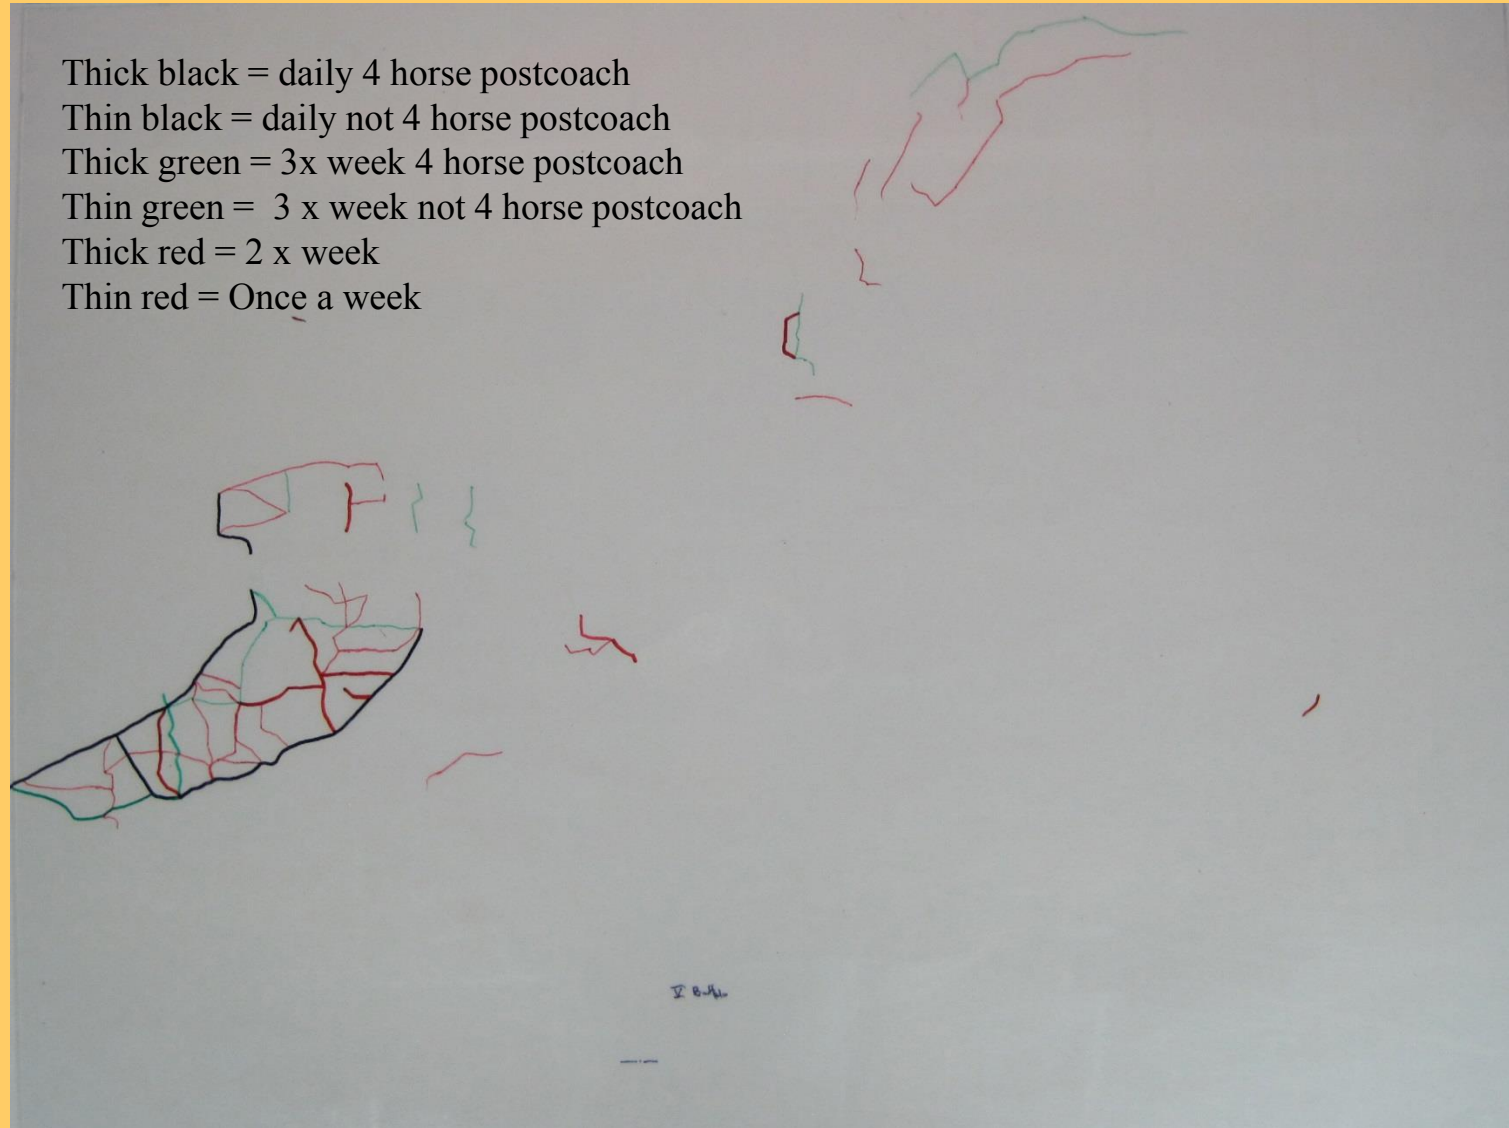 Thick black = daily 4 horse postcoach
Thin black = daily not 4 horse postcoach
Thick green = 3x week 4 horse postcoach
Thin green = 3 x week not 4 horse postcoach
Thick red = 2 x week
Thin red = Once a week
V